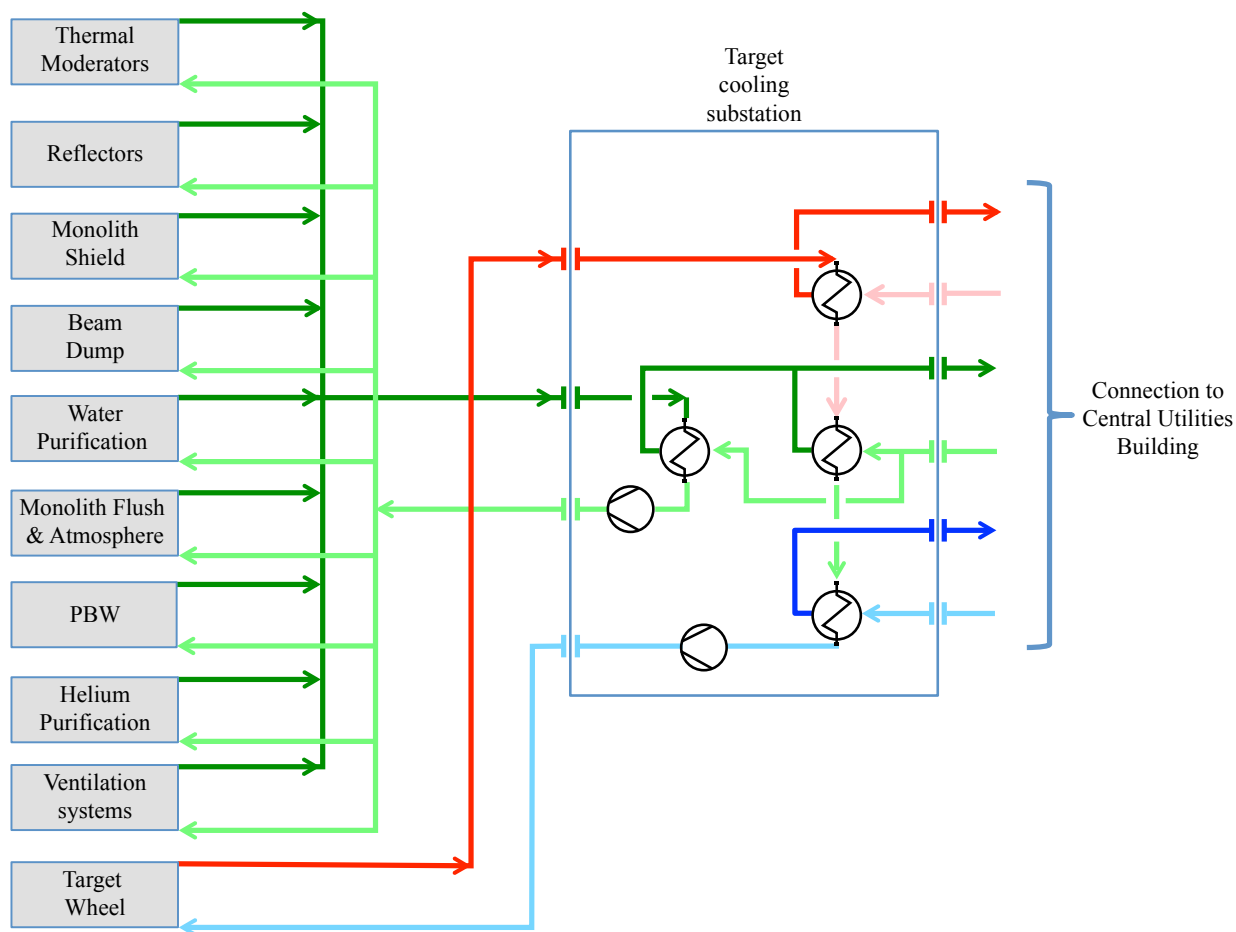 Thermal
Moderators
Reflectors
Monolith
Shield
Beam
Dump
Water
Purification
Monolith Flush
& Atmosphere
PBW
Helium
Purification
Ventilation
systems
Target
Wheel
Target
cooling
substation
Connection to
Central Utilities
Building